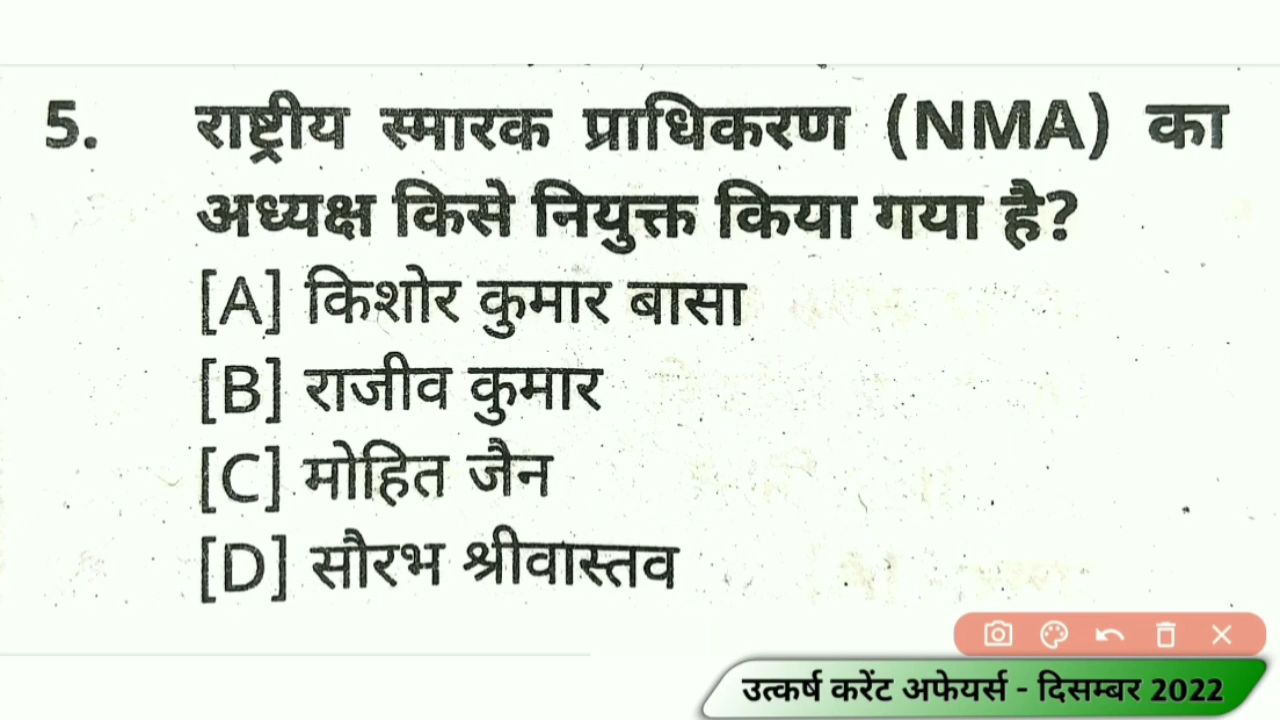 5. राष्ट्रीय स्मारक प्राधिकरण (NMA) का
अध्यक्ष किसे नियुक्त किया गया है?
[A] किशोर कुमार बासा
[B] राजीव कुमार
[C] मोहित जैन
[D] सौरभ श्रीवास्तव
उत्कर्ष करेंट अफेयर्स - दिसम्बर 2022